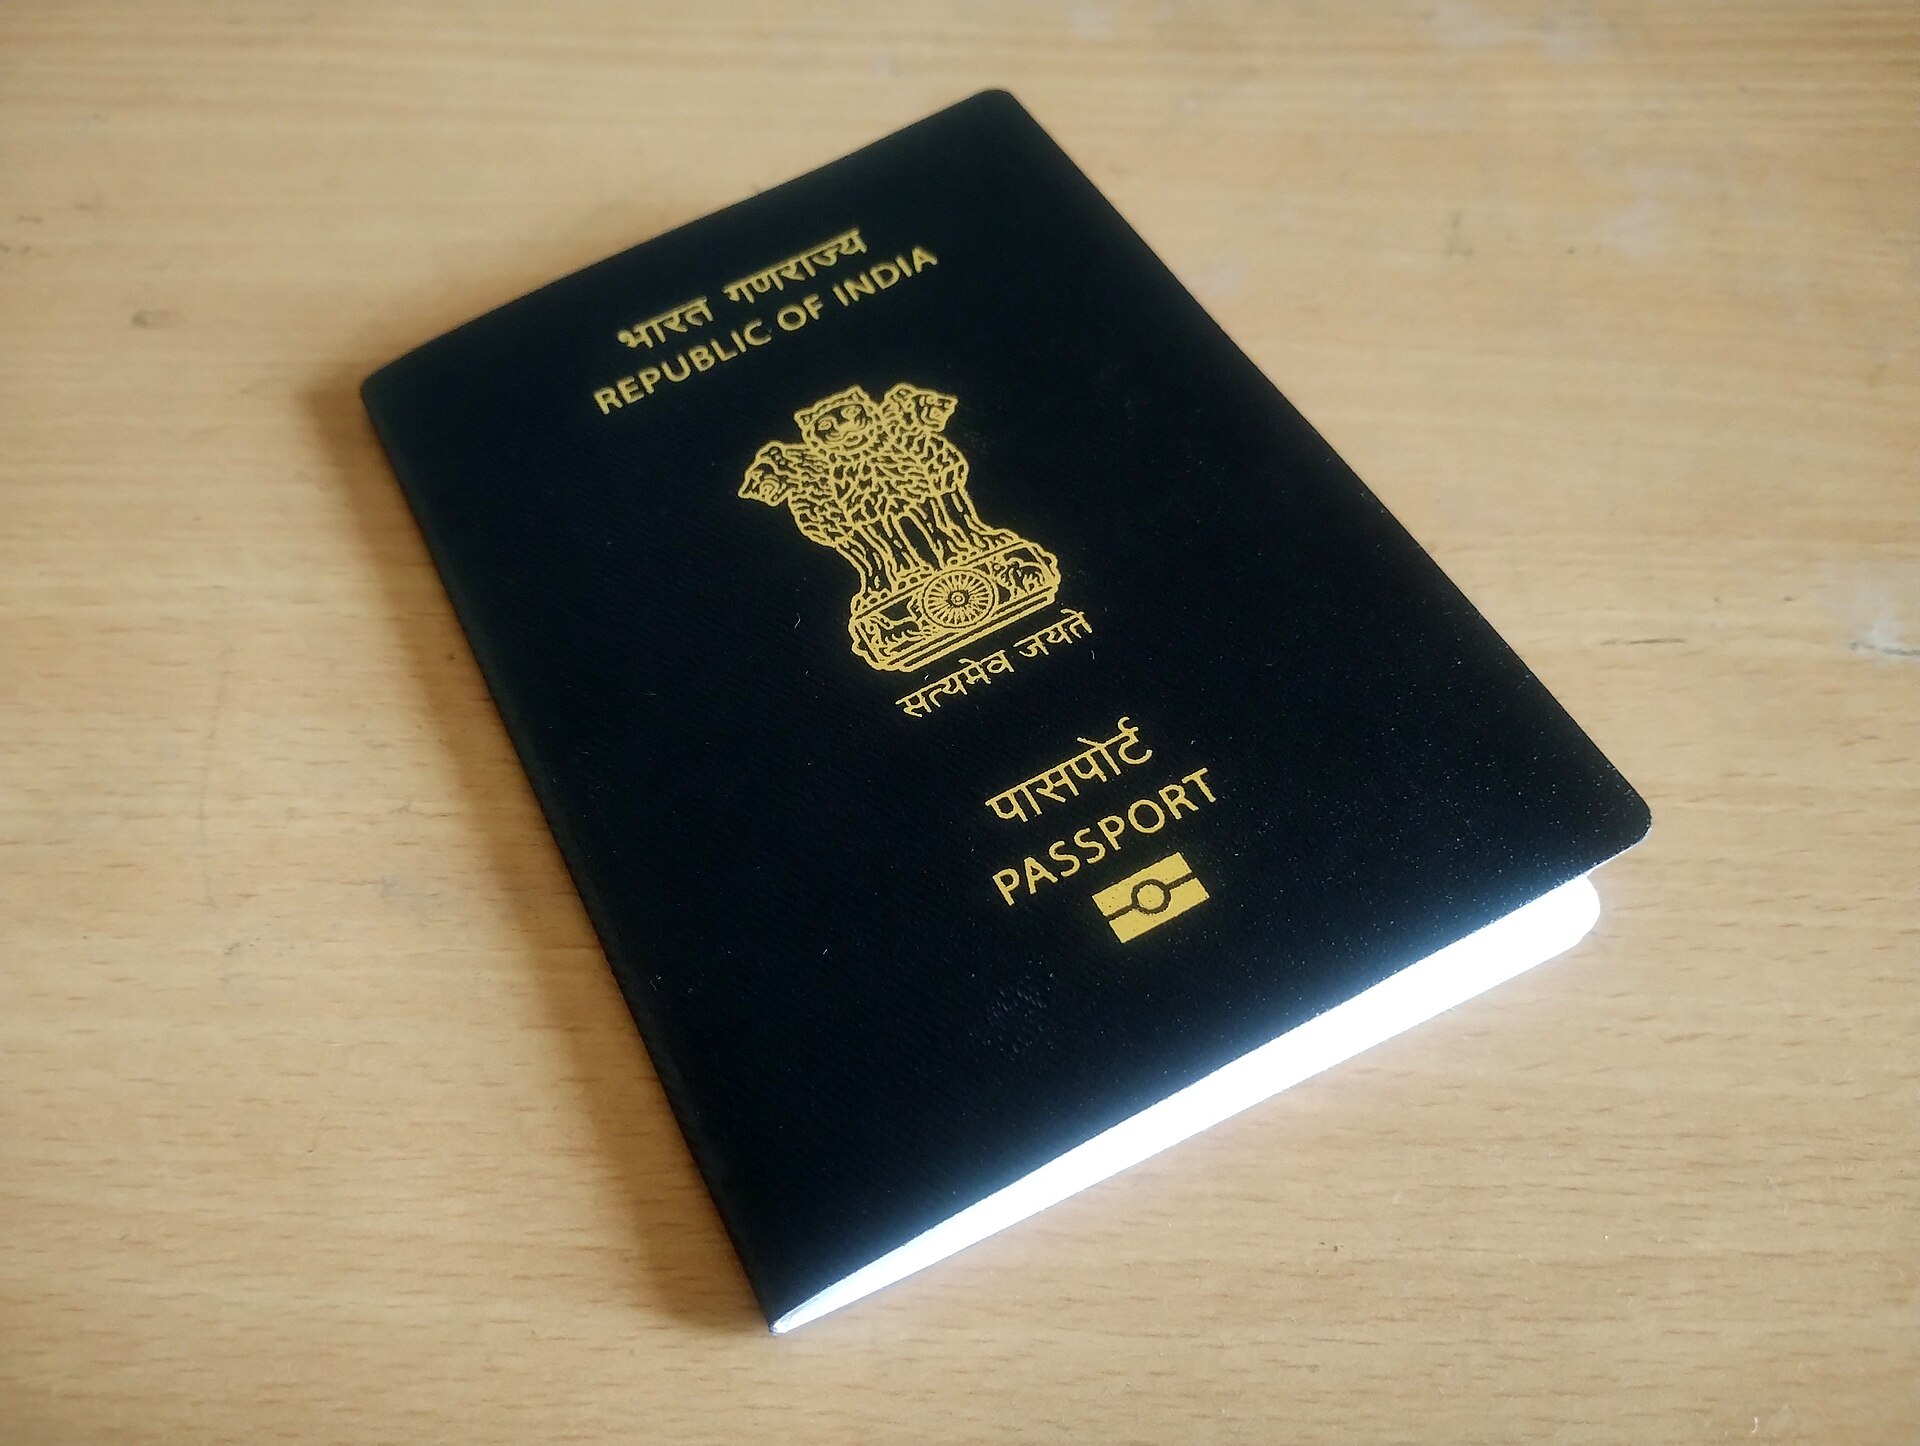 भारत गणराज्य
REPUBLIC OF INDIA
सत्यमेव जयते
पासपोर्ट
PASSPORT